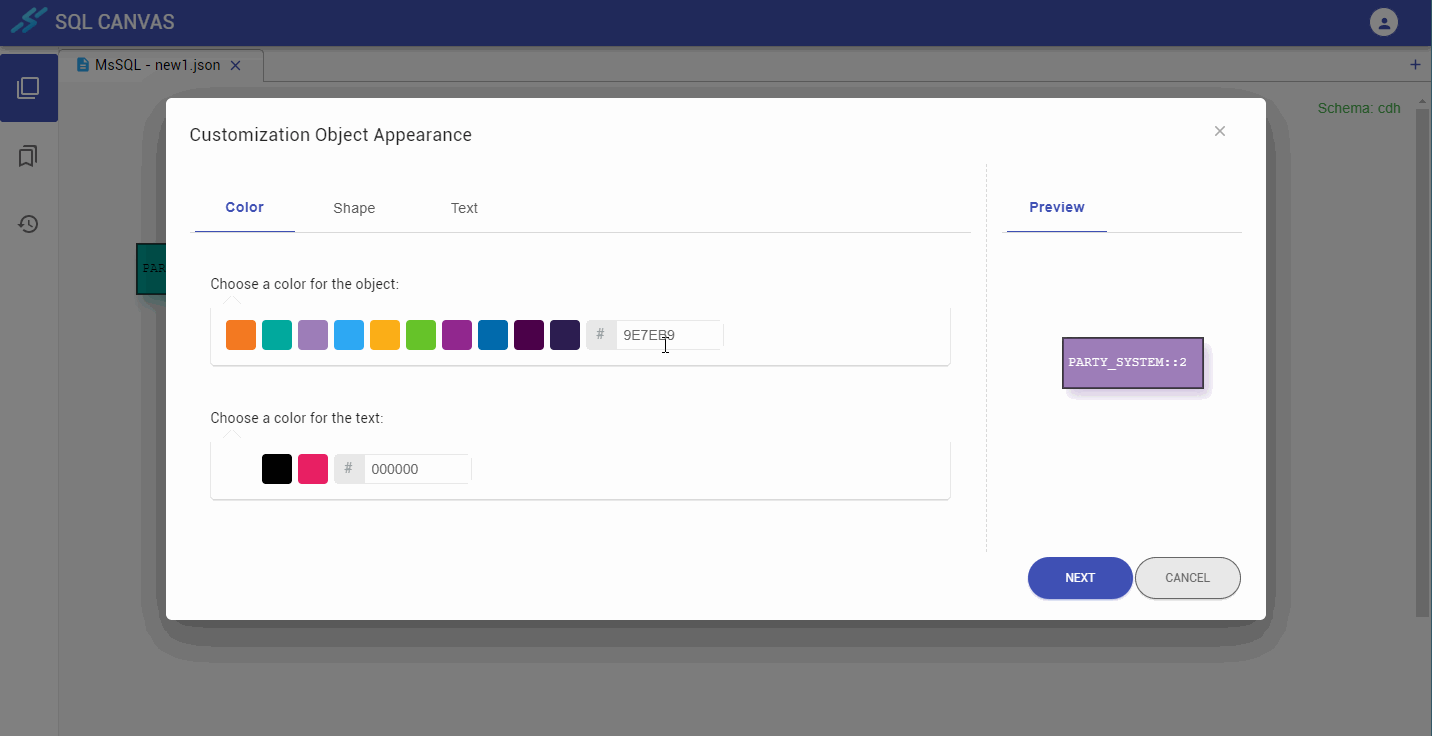 SQL CANVAS
MsSQL - new1.json
Schema: cdh
Customization Object Appearance
Color Shape Text
Preview
Choose a color for the object:
# 9E7EB9
PAR
PARTY_SYSTEM::2
Choose a color for the text:
# 000000
NEXT CANCEL